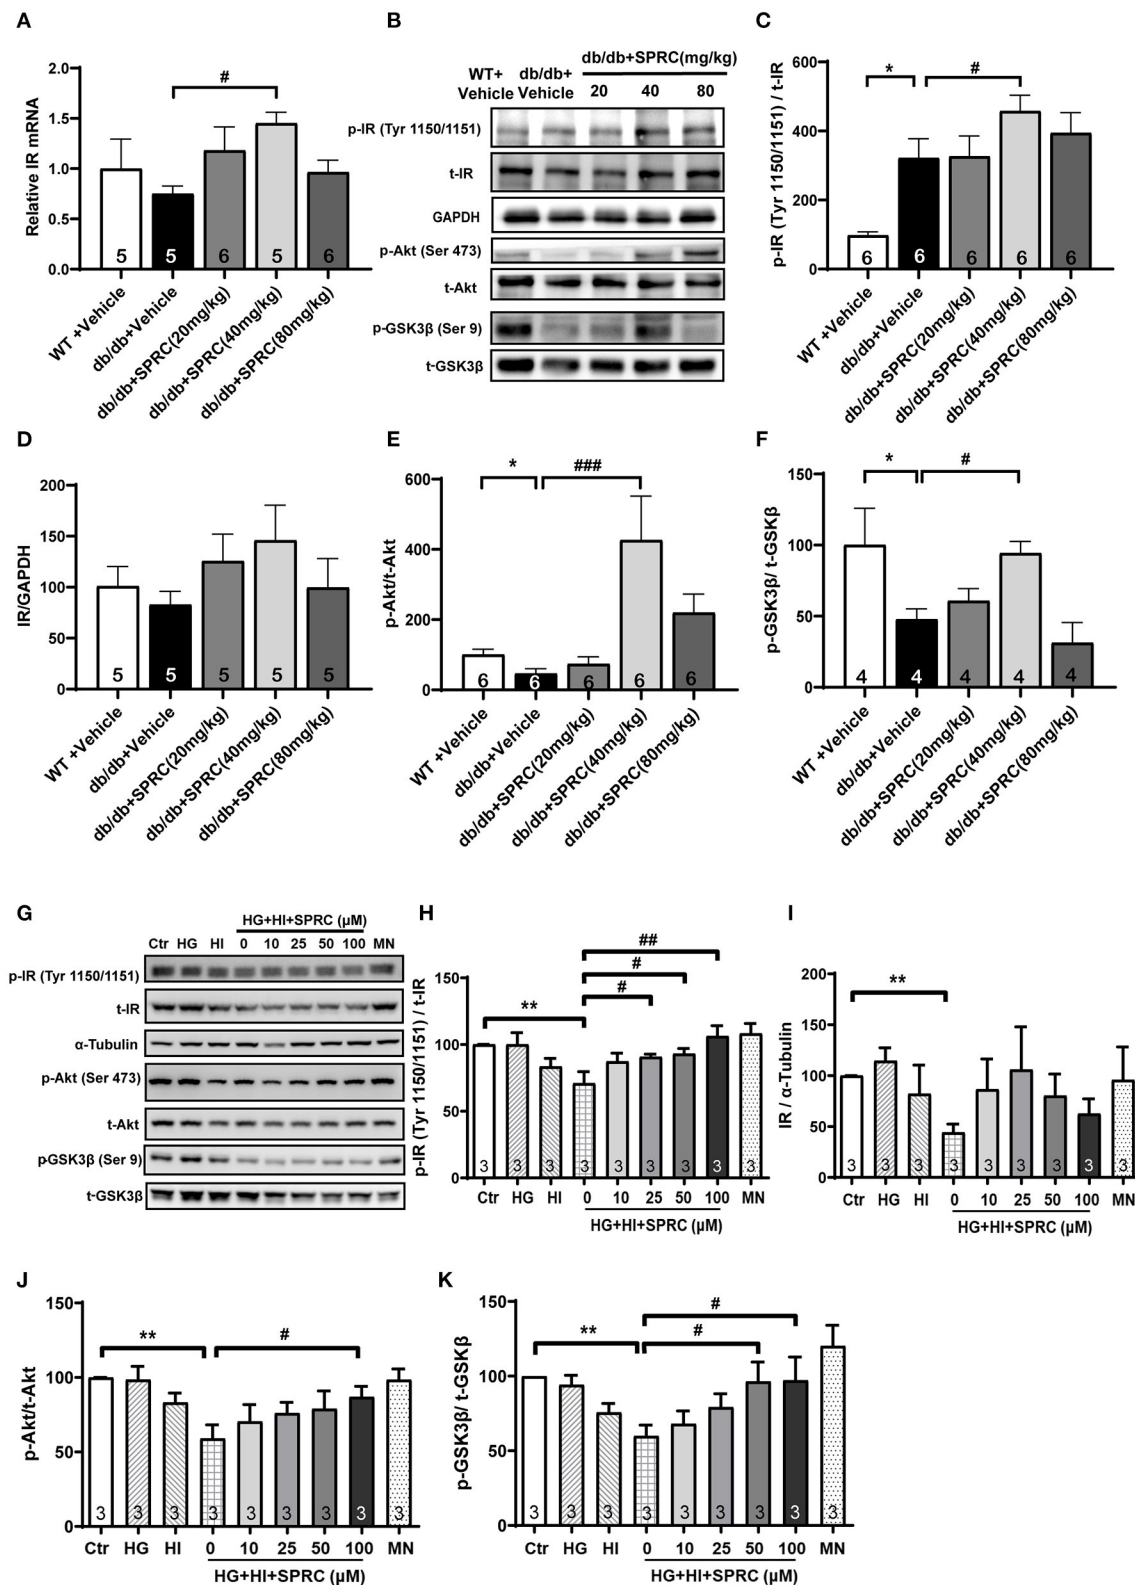 A
Relative IR mRNA
2.0
1.5
1.0
0.5
0.0
#
5
5
6
5
6
WT +Vehicle
db/db+Vehicle
db/db+SPRC(20mg/kg)
db/db+SPRC(40mg/kg)
db/db+SPRC(80mg/kg)
B
db/db+SPRC(mg/kg)
WT+ db/db+
Vehicle Vehicle 20 40 80
p-IR (Tyr 1150/1151)
t-IR
GAPDH
p-Akt (Ser 473)
t-Akt
p-GSK3β (Ser 9)
t-GSK3β
C
p-IR (Tyr 1150/1151) / t-IR
600
400
200
0
*
#
6
6
6
6
6
WT +Vehicle
db/db+Vehicle
db/db+SPRC(20mg/kg)
db/db+SPRC(40mg/kg)
db/db+SPRC(80mg/kg)
D
IR/GAPDH
200
150
100
50
0
5
5
5
5
5
WT +Vehicle
db/db+Vehicle
db/db+SPRC(20mg/kg)
db/db+SPRC(40mg/kg)
db/db+SPRC(80mg/kg)
E
p-Akt/t-Akt
600
400
200
0
*
###
6
6
6
6
6
WT +Vehicle
db/db+Vehicle
db/db+SPRC(20mg/kg)
db/db+SPRC(40mg/kg)
db/db+SPRC(80mg/kg)
F
p-GSK3β/ t-GSKβ
150
100
50
0
*
#
4
4
4
4
4
WT +Vehicle
db/db+Vehicle
db/db+SPRC(20mg/kg)
db/db+SPRC(40mg/kg)
db/db+SPRC(80mg/kg)
G
HG+HI+SPRC (μM)
Ctr HG HI 0 10 25 50 100 MN
p-IR (Tyr 1150/1151)
t-IR
α-Tubulin
p-Akt (Ser 473)
t-Akt
p-GSK3β (Ser 9)
t-GSK3β
H
p-IR (Tyr 1150/1151) / t-IR
150
100
50
0
**
##
#
#
3 3 3 3 3 3 3 3 3
Ctr HG HI 0 10 25 50 100 MN
HG+HI+SPRC (μM)
I
IR / α-Tubulin
200
150
100
50
0
**
3 3 3 3 3 3 3 3 3
Ctr HG HI 0 10 25 50 100 MN
HG+HI+SPRC (μM)
J
p-Akt/t-Akt
150
100
50
0
**
#
3 3 3 3 3 3 3 3 3
Ctr HG HI 0 10 25 50 100 MN
HG+HI+SPRC (μM)
K
p-GSK3β/ t-GSKβ
150
100
50
0
**
#
#
3 3 3 3 3 3 3 3 3
Ctr HG HI 0 10 25 50 100 MN
HG+HI+SPRC (μM)